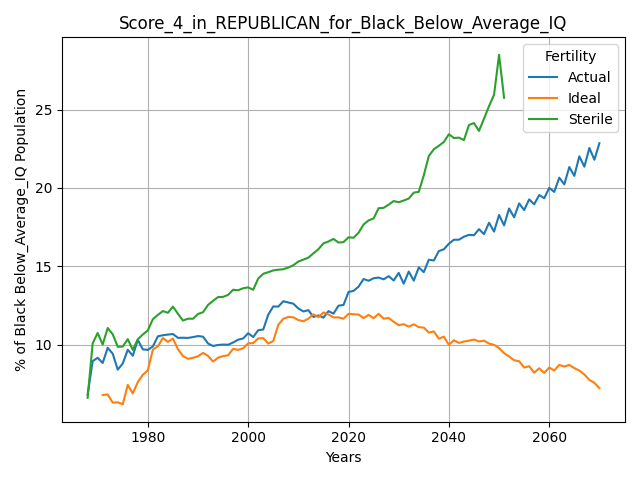 Score_4_in_REPUBLICAN_for_Black_Below_Average_IQ
% of Black Below_Average_IQ Population
Fertility
Actual
Ideal
Sterile
25
20
15
10
1980 2000 2020 2040 2060
Years